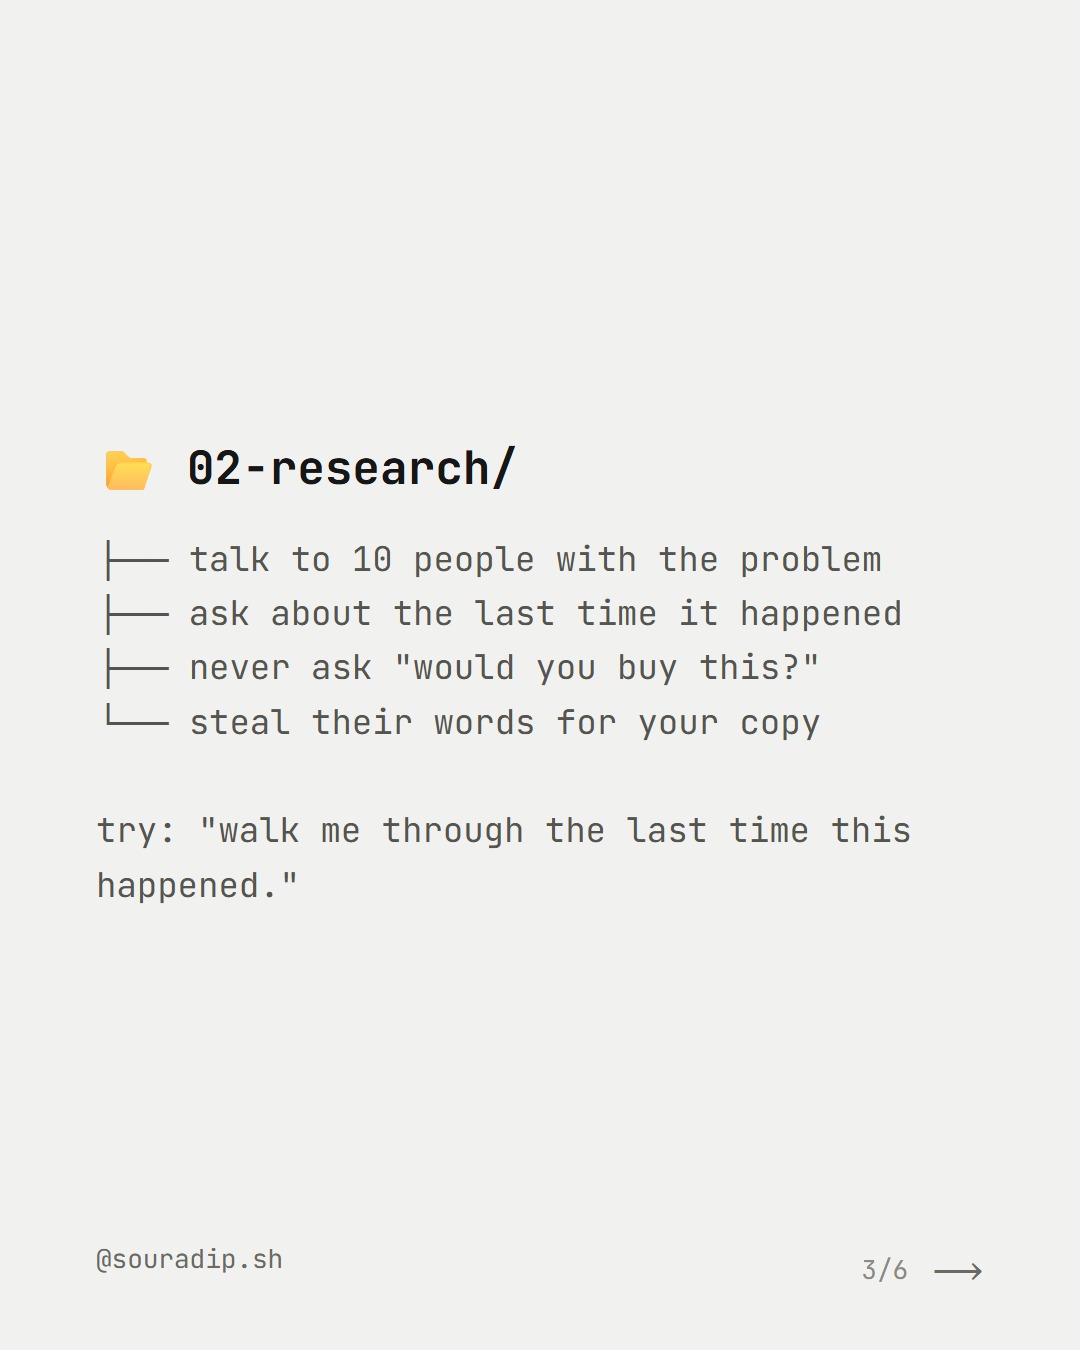 02-research/
├── talk to 10 people with the problem
├── ask about the last time it happened
├── never ask "would you buy this?"
└── steal their words for your copy
try: "walk me through the last time this
happened."
@souradip.sh
3/6 ⟶